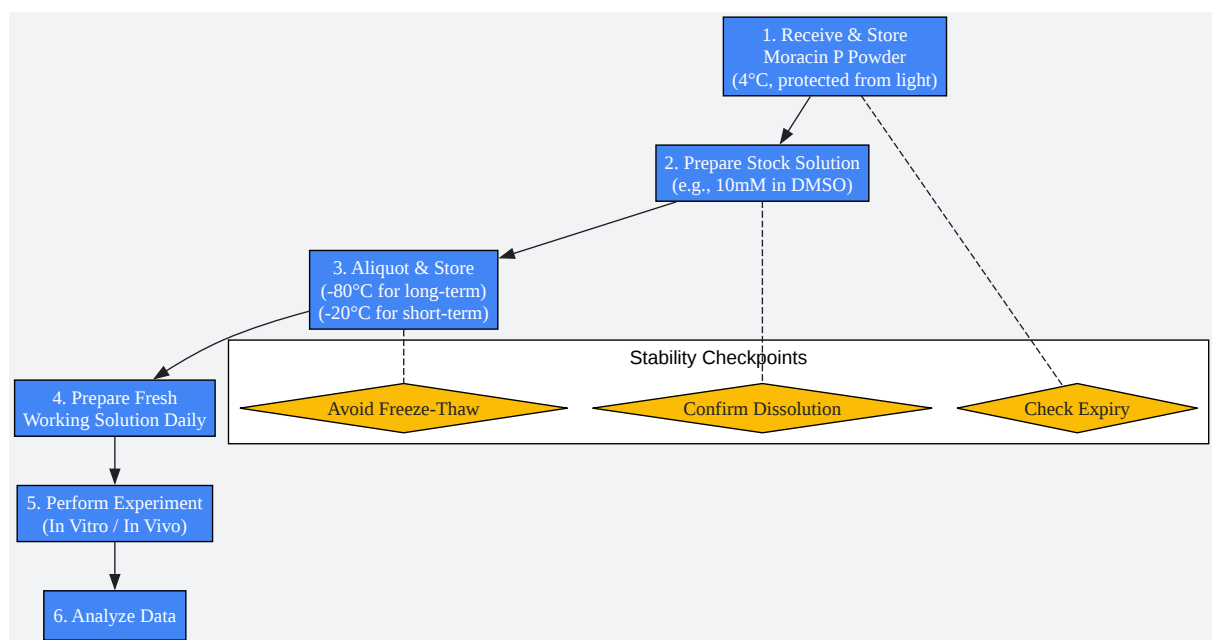 1. Receive & Store
Moracin P Powder
(4°C, protected from light)
2. Prepare Stock Solution
(e.g., 10mM in DMSO)
3. Aliquot & Store
(-80°C for long-term)
(-20°C for short-term)
Stability Checkpoints
Avoid Freeze-Thaw
Confirm Dissolution
Check Expiry
4. Prepare Fresh
Working Solution Daily
5. Perform Experiment
(In Vitro / In Vivo)
6. Analyze Data